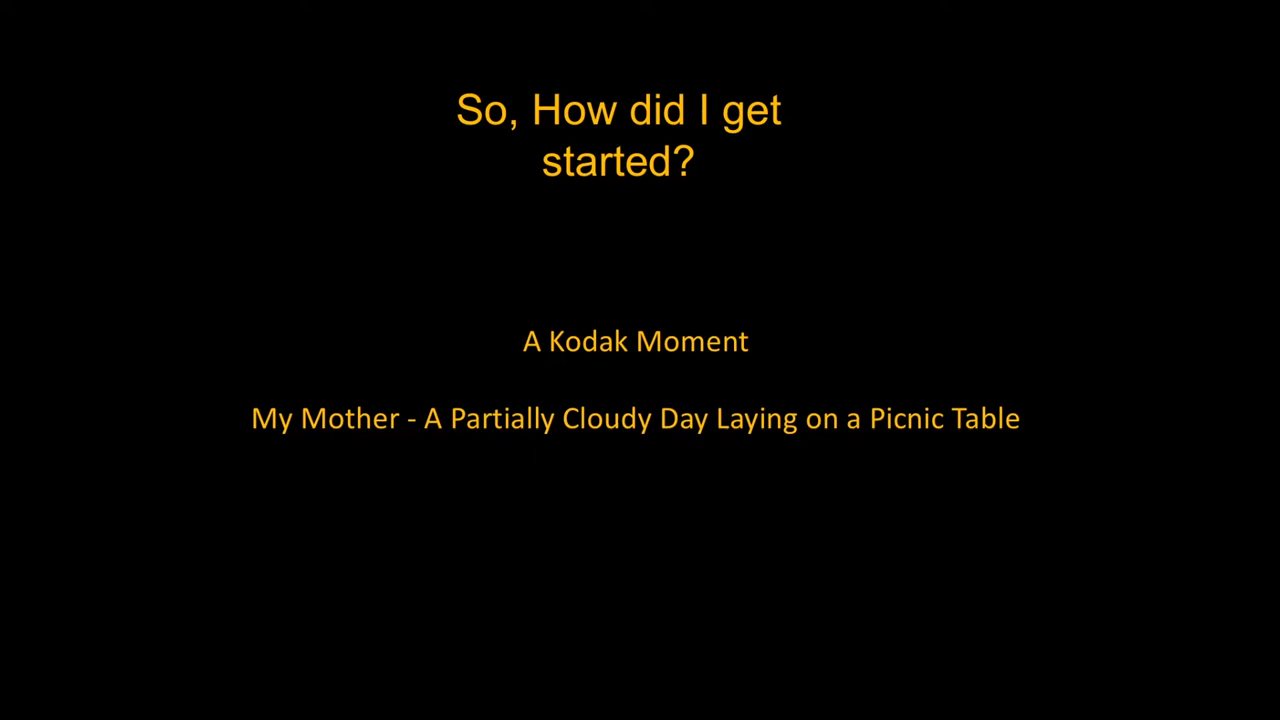 So, How did I get
started?
A Kodak Moment
My Mother - A Partially Cloudy Day Laying on a Picnic Table